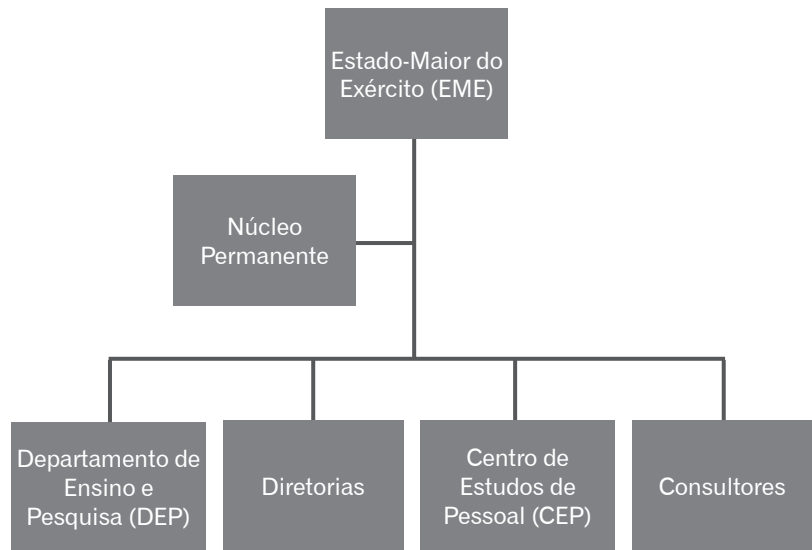 Estado-Maior do
Exército (EME)
Núcleo
Permanente
Departamento de
Ensino e
Pesquisa (DEP)
Diretorias
Centro de
Estudos de
Pessoal (CEP)
Consultores